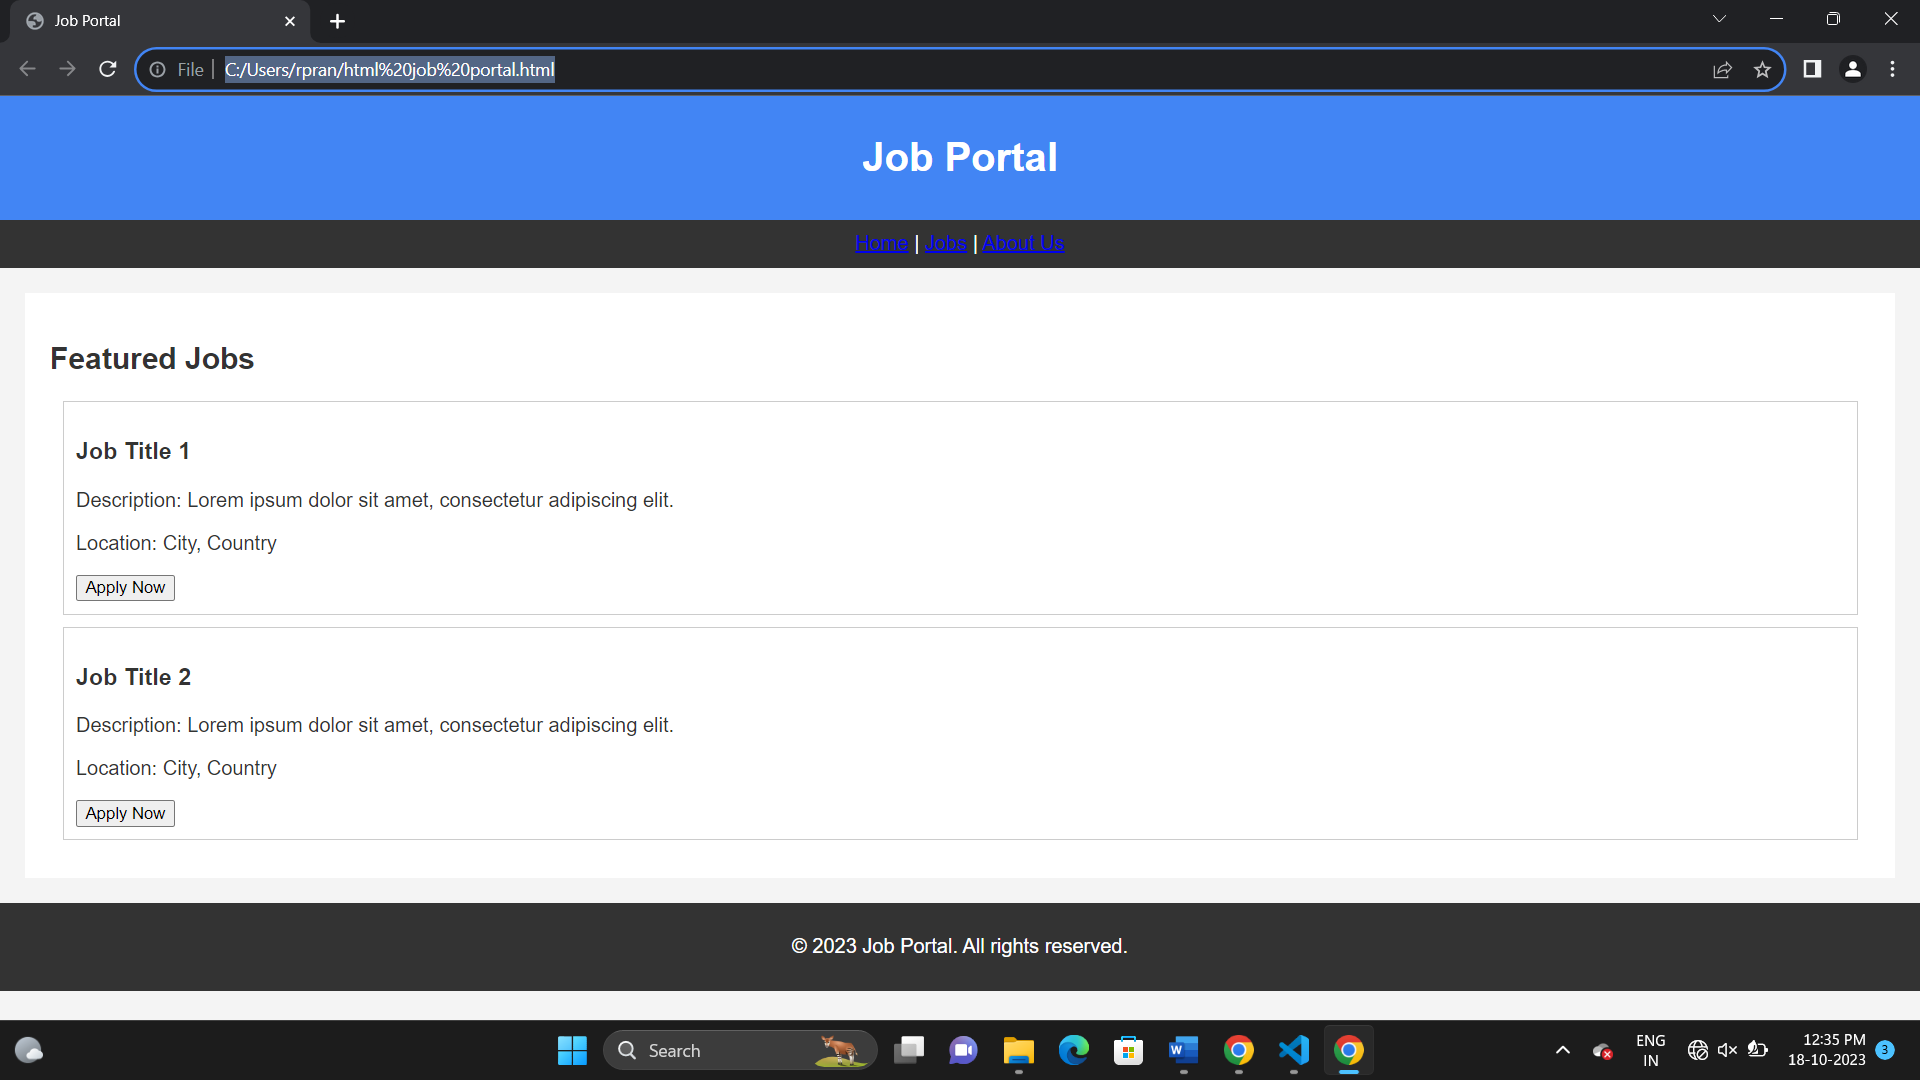 Job Portal
File
C:/Users/rpran/html%20job%20portal.html
Job Portal
Home | Jobs | About Us
Featured Jobs
Job Title 1
Description: Lorem ipsum dolor sit amet, consectetur adipiscing elit.
Location: City, Country
Apply Now
Job Title 2
Description: Lorem ipsum dolor sit amet, consectetur adipiscing elit.
Location: City, Country
Apply Now
© 2023 Job Portal. All rights reserved.
Search
W
ENG
IN
12:35 PM
18-10-2023
3